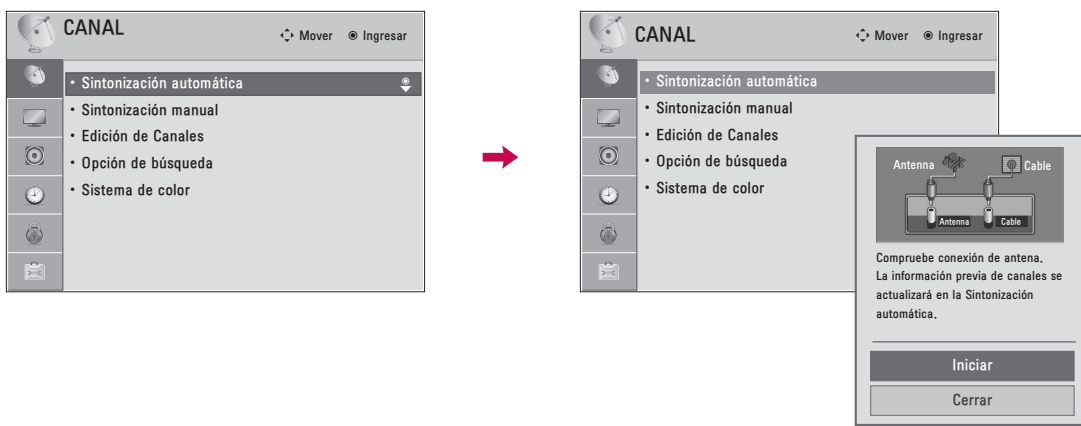 CANAL
Mover
Ingresar
• Sintonización automática
• Sintonización manual
• Edición de Canales
• Opción de búsqueda
• Sistema de color
CANAL
Mover
Ingresar
• Sintonización automática
• Sintonización manual
• Edición de Canales
• Opción de búsqueda
• Sistema de color
Antenna
Cable
Antenna
Cable
Compruebe conexión de antena.
La información previa de canales se
actualizará en la Sintonización
automática.
Iniciar
Cerrar